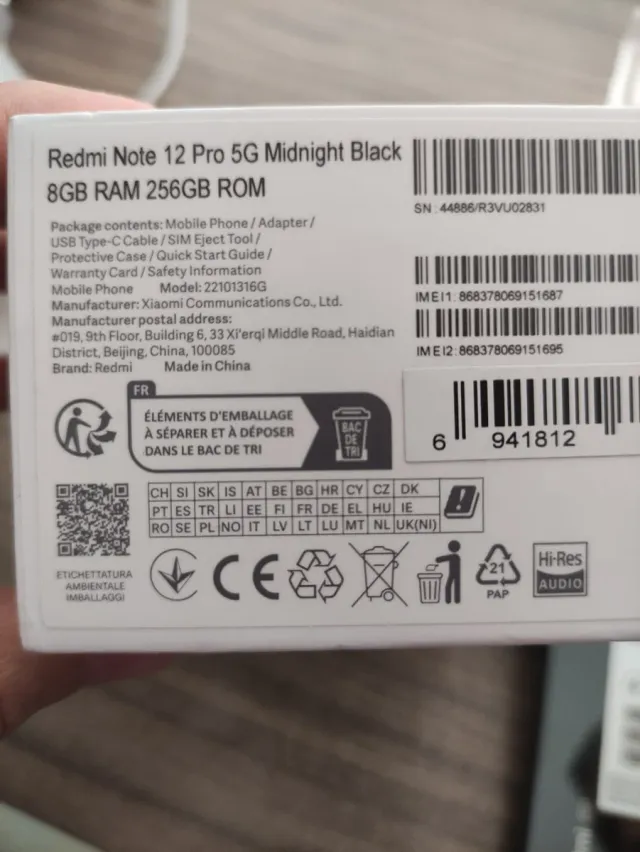 Redmi Note 12 Pro 5G Midnight Black
8GB RAM 256GB ROM
Package contents: Mobile Phone / Adapter /
USB Type-C Cable / SIM Eject Tool /
Protective Case / Quick Start Guide /
Warranty Card / Safety Information
Mobile Phone Model: 22101316G
Manufacturer: Xiaomi Communications Co., Ltd.
Manufacturer postal address:
#019, 9th Floor, Building 6, 33 Xi'erqi Middle Road, Haidian
District, Beijing, China, 100085
Brand: Redmi Made in China
SN: 44886/R3VU02831
IMEI1: 868378069151687
IMEI2: 868378069151695
6 941812
FR
ÉLÉMENTS D'EMBALLAGE
À SÉPARER ET À DÉPOSER
DANS LE BAC DE TRI
BAC
DE
TRI
CH SI SK IS AT BE BG HR CY CZ DK
PT ES TR LI EE FI FR DE EL HU IE
RO SE PL NO IT LV LT LU MT NL UK(NI)
ETICHETTATURA
AMBIENTALE
IMBALLAGGI
CE
21
PAP
Hi-Res
AUDIO